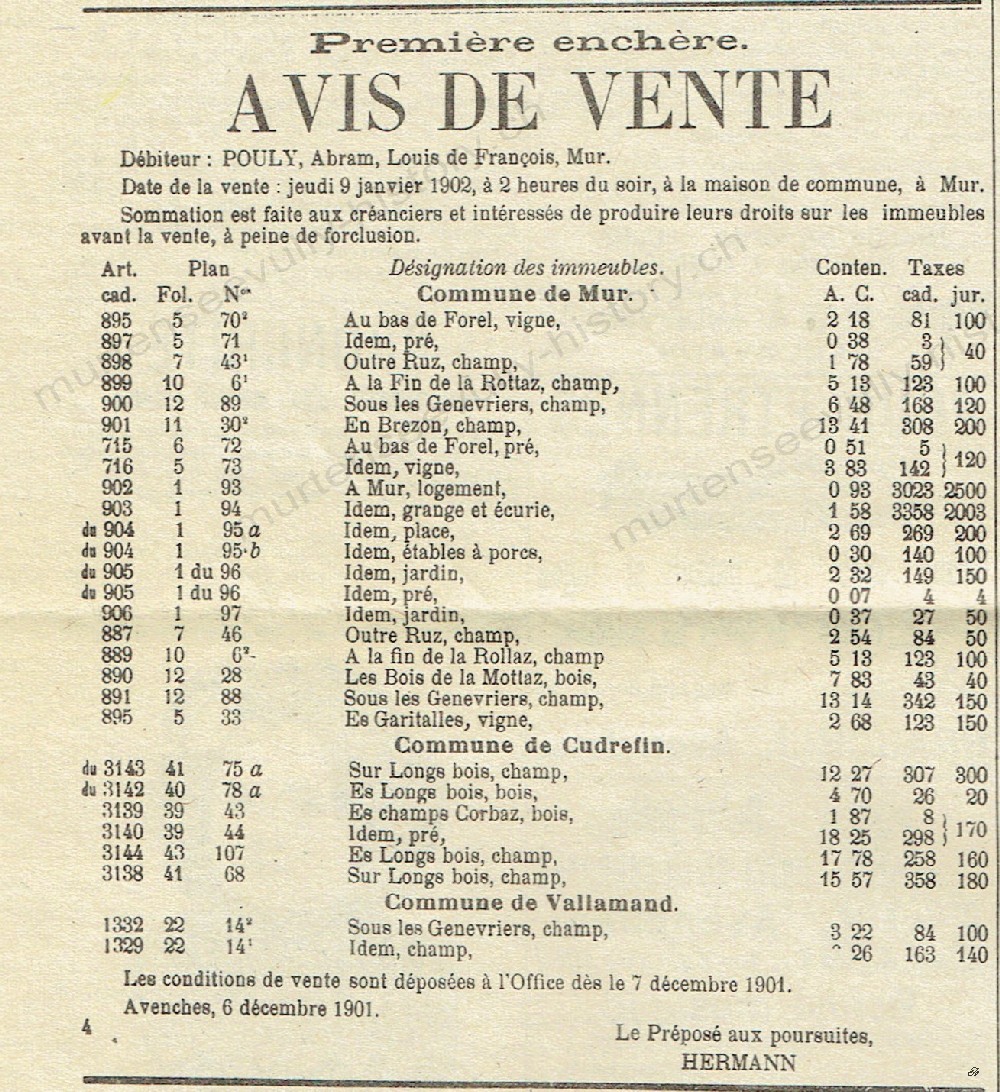 Première enchère.
AVIS DE VENTE
Débiteur : POULY, Abram, Louis de François, Mur.
Date de la vente : jeudi 9 janvier 1902, à 2 heures du soir, à la maison de commune, à Mur.
Sommation est faite aux créanciers et intéressés de produire leurs droits sur les immeubles
avant la vente, à peine de forclusion.
Art. Plan Désignation des immeubles. Conten. Taxes
cad. Fol. Nos Commune de Mur. A. C. cad. jur.
895 5 70² Au bas de Forel, vigne, 2 18 81 100
897 5 71 Idem, pré, 0 38 3 } 40
898 7 43¹ Outre Ruz, champ, 1 78 59 }
899 10 6¹ A la Fin de la Rottaz, champ, 5 13 123 100
900 12 89 Sous les Genevriers, champ, 6 48 168 120
901 11 30² En Brezon, champ, 13 41 308 200
715 6 72 Au bas de Forel, pré, 0 51 5 } 120
716 5 73 Idem, vigne, 3 83 142 }
902 1 93 A Mur, logement, 0 93 3023 2500
903 1 94 Idem, grange et écurie, 1 58 3358 2003
du 904 1 95 a Idem, place, 2 69 269 200
du 904 1 95·b Idem, étables à porcs, 0 30 140 100
du 905 1 du 96 Idem, jardin, 2 32 149 150
du 905 1 du 96 Idem, pré, 0 07 4 4
906 1 97 Idem, jardin, 0 37 27 50
887 7 46 Outre Ruz, champ, 2 54 84 50
889 10 6²- A la fin de la Rollaz, champ 5 13 123 100
890 12 28 Les Bois de la Mottaz, bois, 7 83 43 40
891 12 88 Sous les Genevriers, champ, 13 14 342 150
895 5 33 Es Garitalles, vigne, 2 68 123 150
Commune de Cudrefin.
du 3143 41 75 a Sur Longs bois, champ, 12 27 307 300
du 3142 40 78 a Es Longs bois, bois, 4 70 26 20
3139 39 43 Es champs Corbaz, bois, 1 87 8 } 170
3140 39 44 Idem, pré, 18 25 298 }
3144 43 107 Es Longs bois, champ, 17 78 258 160
3138 41 68 Sur Longs bois, champ, 15 57 358 180
Commune de Vallamand.
1332 22 14² Sous les Genevriers, champ, 3 22 84 100
1329 22 14¹ Idem, champ, 26 163 140
Les conditions de vente sont déposées à l'Office dès le 7 décembre 1901.
Avenches, 6 décembre 1901.
4
Le Préposé aux poursuites,
HERMANN
murtenseevully-history.ch
murtenseevully-history.ch